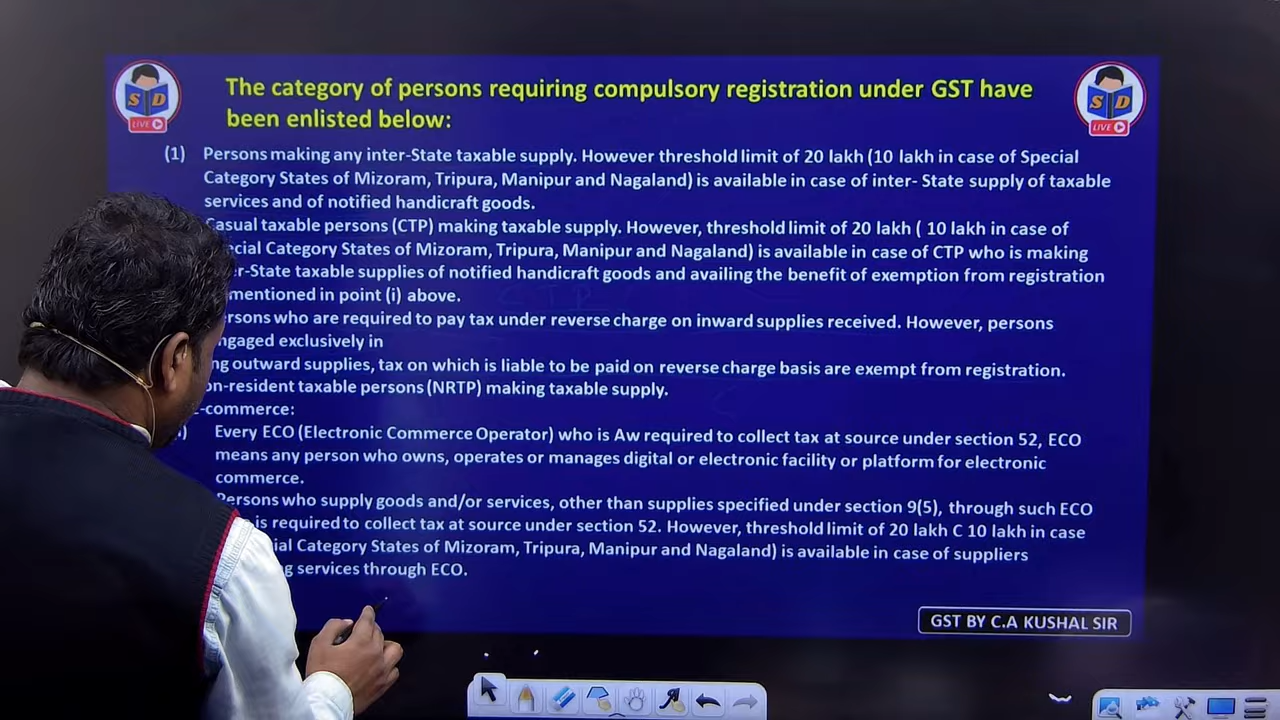 S D
LIVE
The category of persons requiring compulsory registration under GST have
been enlisted below:
S D
LIVE
(1) Persons making any inter-State taxable supply. However threshold limit of 20 lakh (10 lakh in case of Special
Category States of Mizoram, Tripura, Manipur and Nagaland) is available in case of inter- State supply of taxable
services and of notified handicraft goods.
Casual taxable persons (CTP) making taxable supply. However, threshold limit of 20 lakh ( 10 lakh in case of
ecial Category States of Mizoram, Tripura, Manipur and Nagaland) is available in case of CTP who is making
er-State taxable supplies of notified handicraft goods and availing the benefit of exemption from registration
mentioned in point (i) above.
CTP
ersons who are required to pay tax under reverse charge on inward supplies received. However, persons
ngaged exclusively in
ng outward supplies, tax on which is liable to be paid on reverse charge basis are exempt from registration.
on-resident taxable persons (NRTP) making taxable supply.
-commerce:
) Every ECO (Electronic Commerce Operator) who is Aw required to collect tax at source under section 52, ECO
means any person who owns, operates or manages digital or electronic facility or platform for electronic
commerce.
Persons who supply goods and/or services, other than supplies specified under section 9(5), through such ECO
is required to collect tax at source under section 52. However, threshold limit of 20 lakh C 10 lakh in case
ial Category States of Mizoram, Tripura, Manipur and Nagaland) is available in case of suppliers
g services through ECO.
GST BY C.A KUSHAL SIR